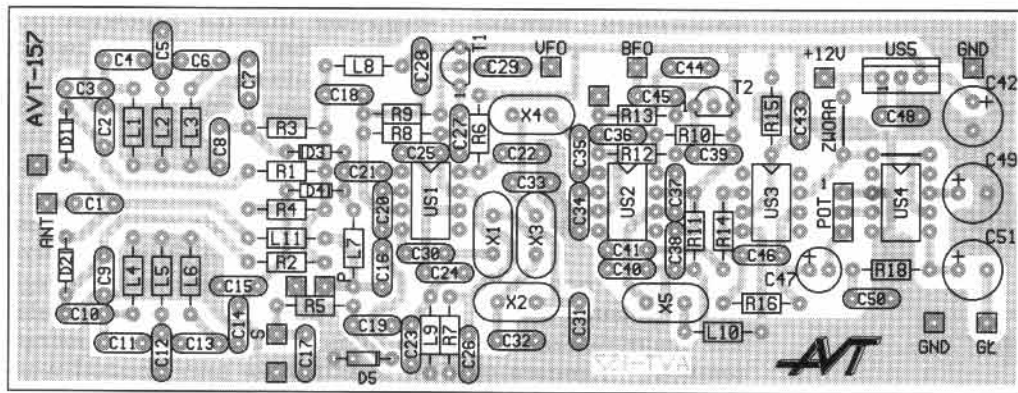 AVT-157
ANT
C5
C4
C6
C7
C3
D1
C2
L1
L2
L3
C8
C1
D2
C9
L4
L5
L6
C10
C11
C12
C13
C14
C15
L8
C18
R3
D3
R1
D4
R4
L11
R2
L7
P
R5
S
C17
C19
D5
R9
R8
C25
C21
C20
C16
US1
C30
C24
C23
L9
R7
C26
C28
T1
C29
C27
R6
X4
C22
C33
X1
X3
X2
C32
C31
VFO
BFO
C44
C45
T2
R13
C36
R10
R12
C39
C35
C34
US2
C37
C38
C41
C40
X5
R11
R14
L10
R16
R15
C43
US3
C46
C47
+12V
US5
1
GND
C42
C48
ZWORA
POT
1
US4
C49
C51
R18
C50
GND
GŁ
AVT